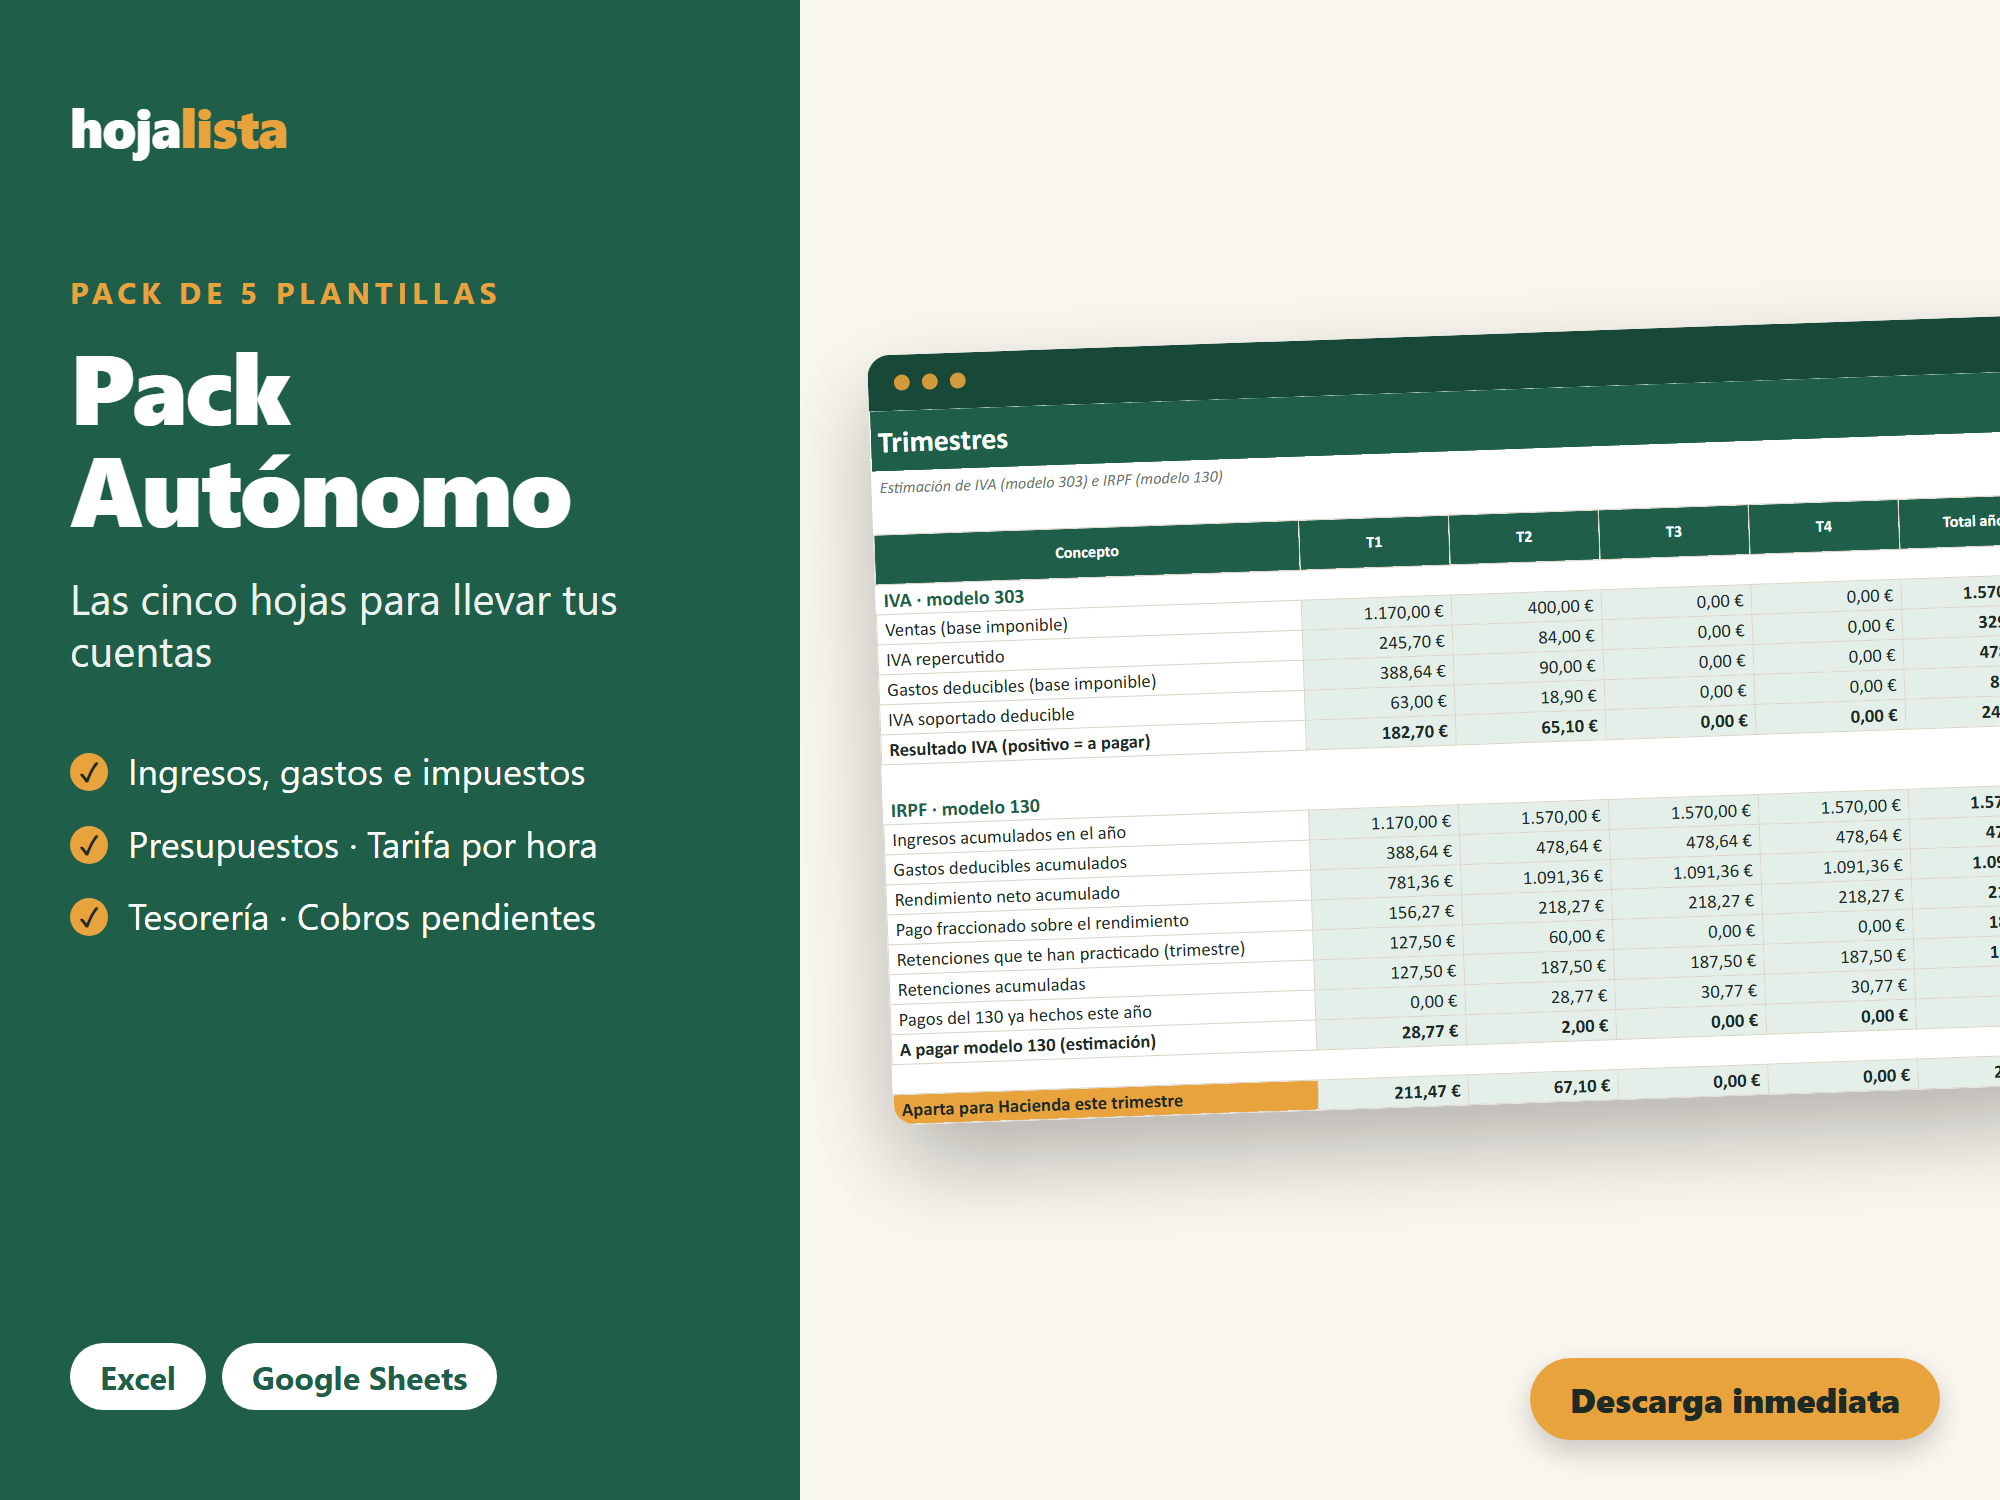 hojalista
PACK DE 5 PLANTILLAS
Pack
Autónomo
Las cinco hojas para llevar tus
cuentas
Ingresos, gastos e impuestos
Presupuestos · Tarifa por hora
Tesorería · Cobros pendientes
Excel
Google Sheets
Trimestres
Estimación de IVA (modelo 303) e IRPF (modelo 130)
Concepto T1 T2 T3 T4 Total año
IVA · modelo 303
Ventas (base imponible) 1.170,00 € 400,00 € 0,00 € 0,00 €
IVA repercutido 245,70 € 84,00 € 0,00 € 0,00 €
Gastos deducibles (base imponible) 388,64 € 90,00 € 0,00 € 0,00 €
IVA soportado deducible 63,00 € 18,90 € 0,00 € 0,00 €
Resultado IVA (positivo = a pagar) 182,70 € 65,10 € 0,00 € 0,00 €
IRPF · modelo 130
Ingresos acumulados en el año 1.170,00 € 1.570,00 € 1.570,00 € 1.570,00 €
Gastos deducibles acumulados 388,64 € 478,64 € 478,64 € 478,64 €
Rendimiento neto acumulado 781,36 € 1.091,36 € 1.091,36 € 1.091,36 €
Pago fraccionado sobre el rendimiento 156,27 € 218,27 € 218,27 € 218,27 €
Retenciones que te han practicado (trimestre) 127,50 € 60,00 € 0,00 € 0,00 €
Retenciones acumuladas 127,50 € 187,50 € 187,50 € 187,50 €
Pagos del 130 ya hechos este año 0,00 € 28,77 € 30,77 € 30,77 €
A pagar modelo 130 (estimación) 28,77 € 2,00 € 0,00 € 0,00 €
Aparta para Hacienda este trimestre 211,47 € 67,10 € 0,00 € 0,00 €
Descarga inmediata